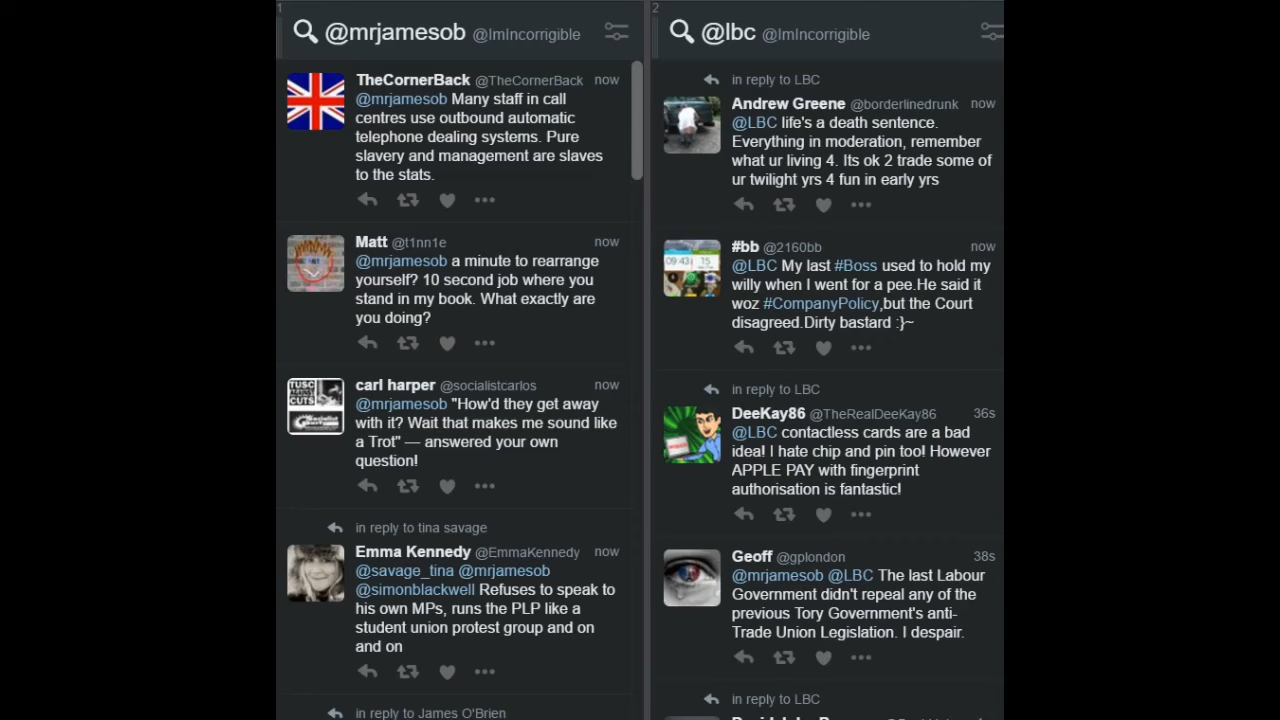 1
@mrjamesob @ImIncorrigible
TheCornerBack @TheCornerBack now
@mrjamesob Many staff in call
centres use outbound automatic
telephone dealing systems. Pure
slavery and management are slaves
to the stats.
Matt @t1nn1e now
@mrjamesob a minute to rearrange
yourself? 10 second job where you
stand in my book. What exactly are
you doing?
TUSC
AGAINST
CUTS
Socialist
carl harper @socialistcarlos now
@mrjamesob "How'd they get away
with it? Wait that makes me sound like
a Trot" — answered your own
question!
in reply to tina savage
Emma Kennedy @EmmaKennedy now
@savage_tina @mrjamesob
@simonblackwell Refuses to speak to
his own MPs, runs the PLP like a
student union protest group and on
and on
in reply to James O'Brien
2
@lbc @ImIncorrigible
in reply to LBC
Andrew Greene @borderlinedrunk now
@LBC life's a death sentence.
Everything in moderation, remember
what ur living 4. Its ok 2 trade some of
ur twilight yrs 4 fun in early yrs
09:43 15
#bb @2160bb now
@LBC My last #Boss used to hold my
willy when I went for a pee.He said it
woz #CompanyPolicy,but the Court
disagreed.Dirty bastard :}~
in reply to LBC
DeeKay86 @TheRealDeeKay86 36s
@LBC contactless cards are a bad
idea! I hate chip and pin too! However
APPLE PAY with fingerprint
authorisation is fantastic!
Geoff @gplondon 38s
@mrjamesob @LBC The last Labour
Government didn't repeal any of the
previous Tory Government's anti-
Trade Union Legislation. I despair.
in reply to LBC